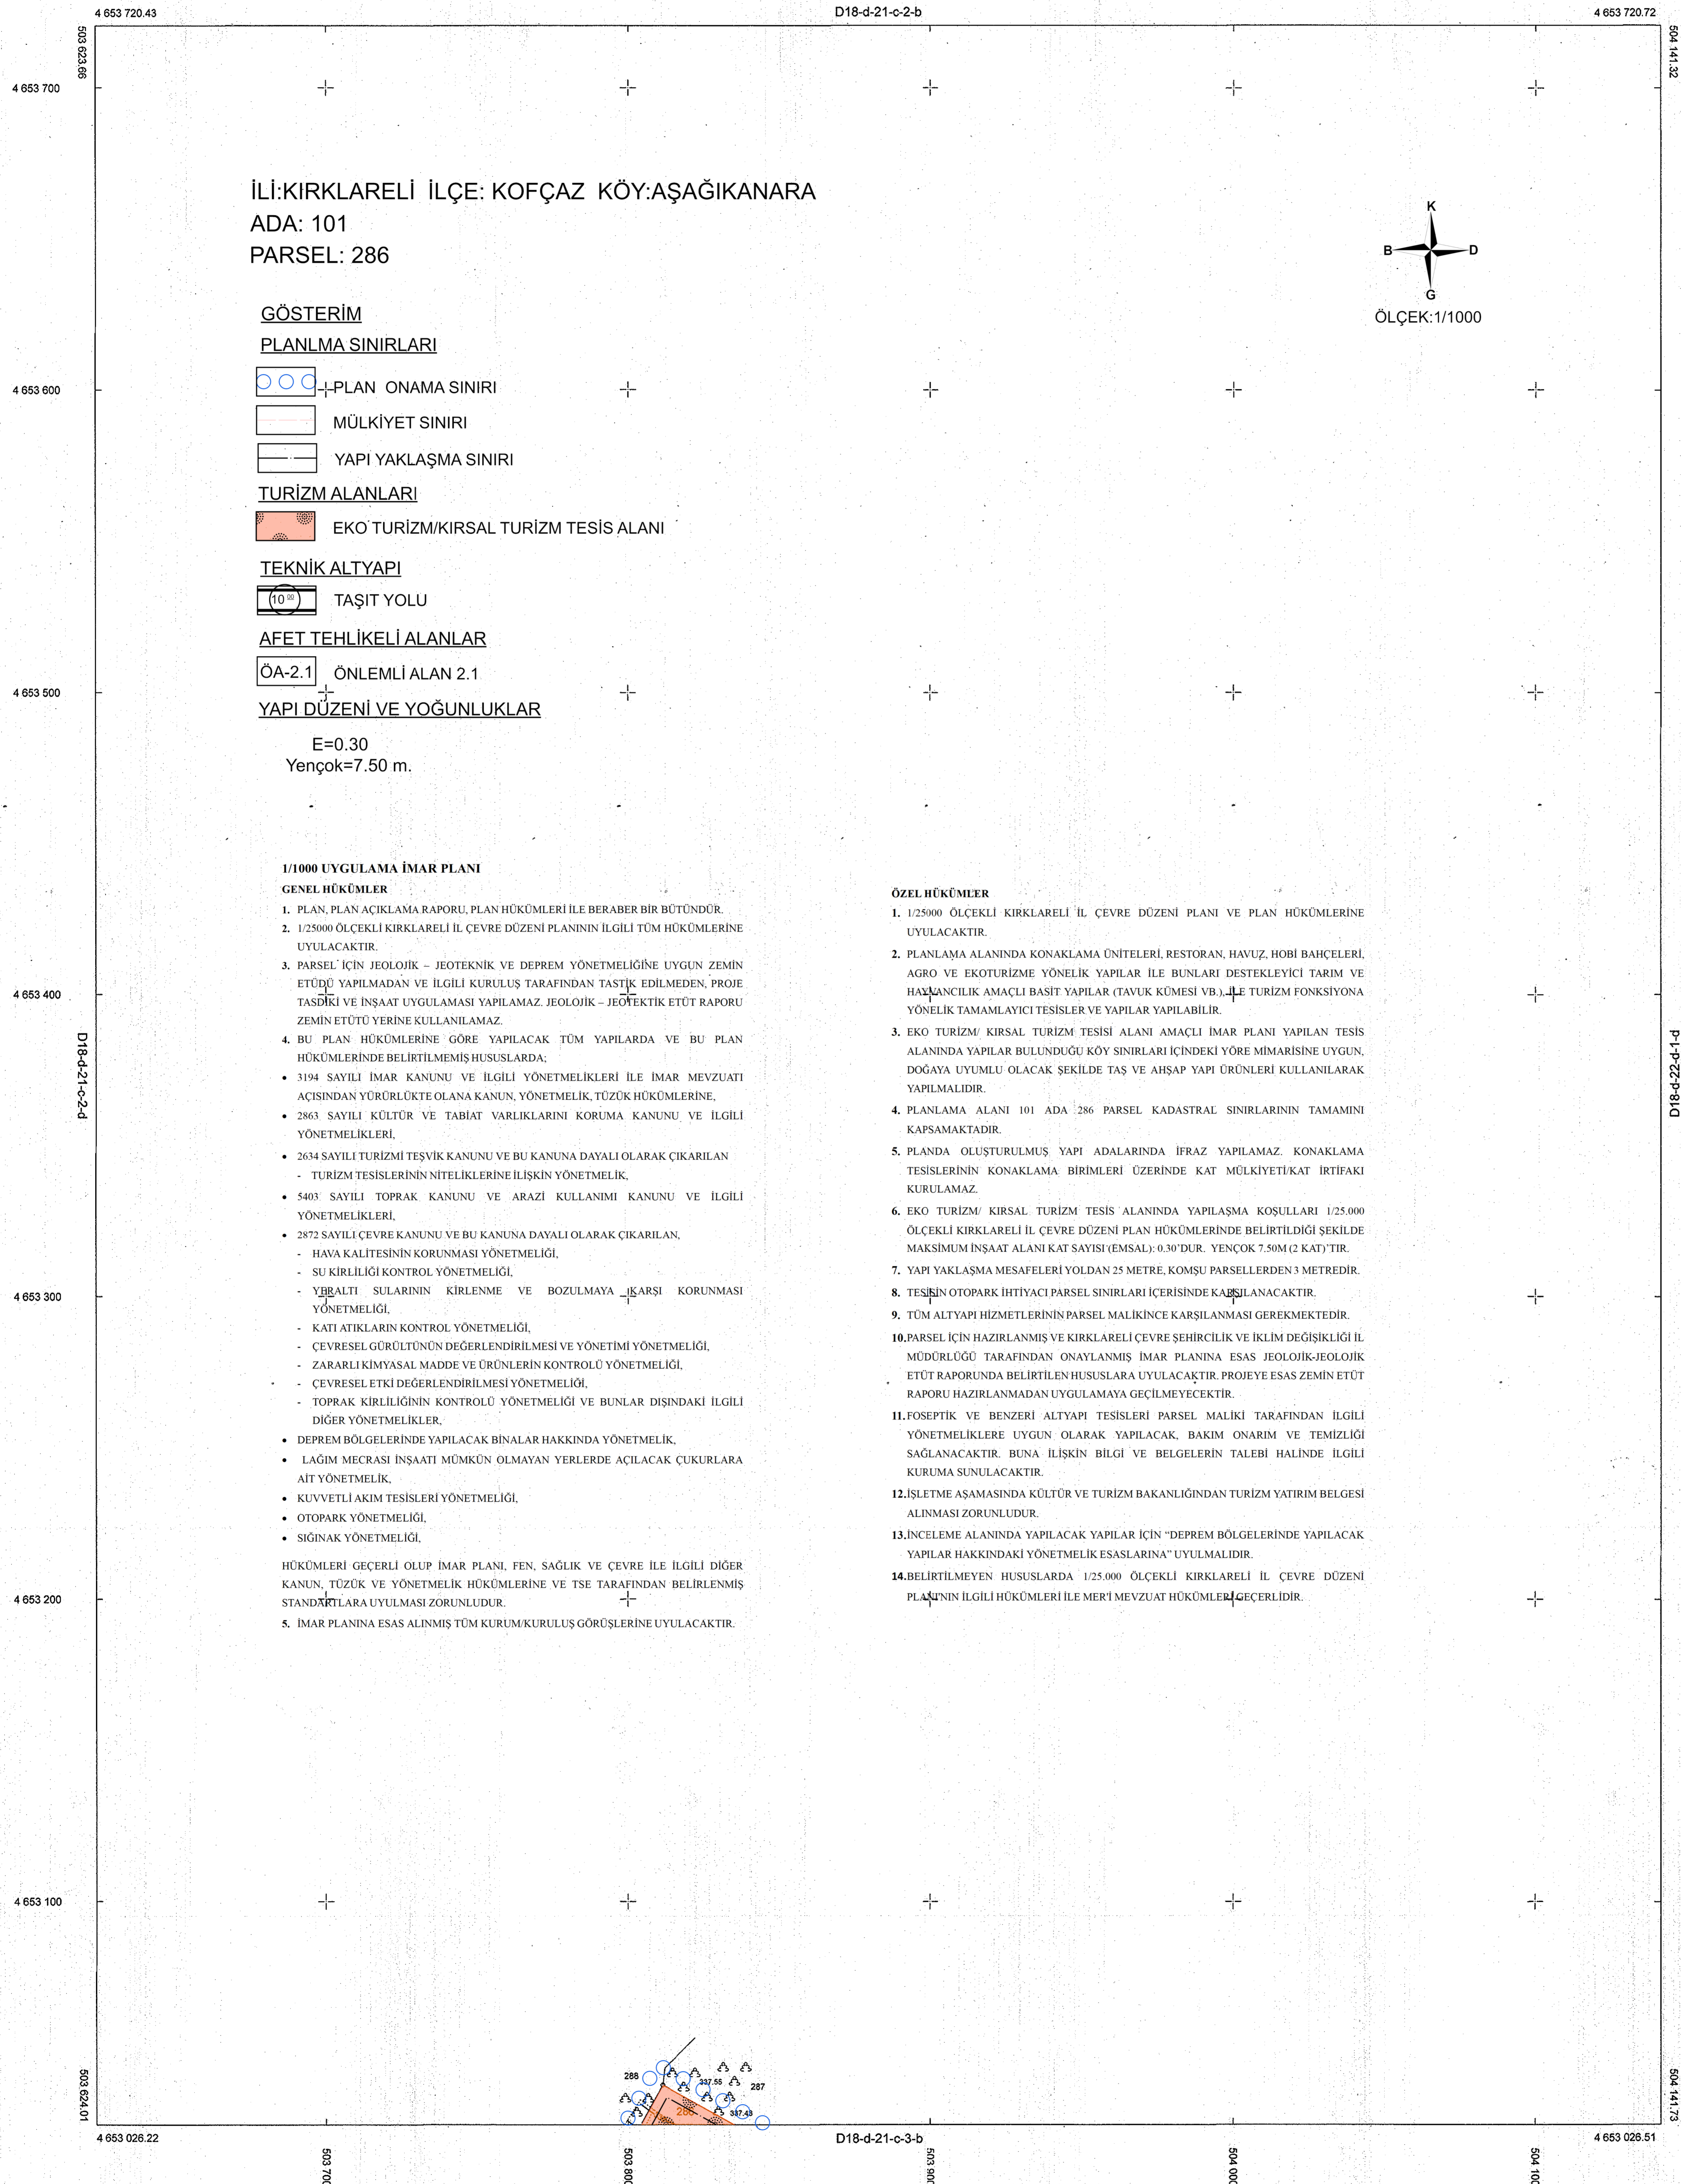 4 653 720.43
D18-d-21-c-2-b
4 653 720.72
503 623.66
504 141.32
4 653 700
İLİ:KIRKLARELİ İLÇE: KOFÇAZ KÖY:AŞAĞIKANARA
ADA: 101
PARSEL: 286
K
B
D
G
ÖLÇEK:1/1000
GÖSTERİM
PLANLMA SINIRLARI
4 653 600
PLAN ONAMA SINIRI
MÜLKİYET SINIRI
YAPI YAKLAŞMA SINIRI
TURİZM ALANLARI
EKO TURİZM/KIRSAL TURİZM TESİS ALANI
TEKNİK ALTYAPI
10 00
TAŞIT YOLU
AFET TEHLİKELİ ALANLAR
ÖA-2.1
ÖNLEMLİ ALAN 2.1
4 653 500
YAPI DÜZENİ VE YOĞUNLUKLAR
E=0.30
Yençok=7.50 m.
1/1000 UYGULAMA İMAR PLANI
GENEL HÜKÜMLER
1. PLAN, PLAN AÇIKLAMA RAPORU, PLAN HÜKÜMLERİ İLE BERABER BİR BÜTÜNDÜR.
2. 1/25000 ÖLÇEKLİ KIRKLARELİ İL ÇEVRE DÜZENİ PLANININ İLGİLİ TÜM HÜKÜMLERİNE
UYULACAKTIR.
3. PARSEL İÇİN JEOLOJİK – JEOTEKNİK VE DEPREM YÖNETMELİĞİNE UYGUN ZEMİN
ETÜDÜ YAPILMADAN VE İLGİLİ KURULUŞ TARAFINDAN TASTİK EDİLMEDEN, PROJE
TASDİKİ VE İNŞAAT UYGULAMASI YAPILAMAZ. JEOLOJİK – JEOTEKTİK ETÜT RAPORU
ZEMİN ETÜTÜ YERİNE KULLANILAMAZ.
4. BU PLAN HÜKÜMLERİNE GÖRE YAPILACAK TÜM YAPILARDA VE BU PLAN
HÜKÜMLERİNDE BELİRTİLMEMİŞ HUSUSLARDA;
• 3194 SAYILI İMAR KANUNU VE İLGİLİ YÖNETMELİKLERİ İLE İMAR MEVZUATI
AÇISINDAN YÜRÜRLÜKTE OLANA KANUN, YÖNETMELİK, TÜZÜK HÜKÜMLERİNE,
• 2863 SAYILI KÜLTÜR VE TABİAT VARLIKLARINI KORUMA KANUNU VE İLGİLİ
YÖNETMELİKLERİ,
• 2634 SAYILI TURİZMİ TEŞVİK KANUNU VE BU KANUNA DAYALI OLARAK ÇIKARILAN
- TURİZM TESİSLERİNİN NİTELİKLERİNE İLİŞKİN YÖNETMELİK,
• 5403 SAYILI TOPRAK KANUNU VE ARAZİ KULLANIMI KANUNU VE İLGİLİ
YÖNETMELİKLERİ,
• 2872 SAYILI ÇEVRE KANUNU VE BU KANUNA DAYALI OLARAK ÇIKARILAN,
- HAVA KALİTESİNİN KORUNMASI YÖNETMELİĞİ,
- SU KİRLİLİĞİ KONTROL YÖNETMELİĞİ,
- YERALTI SULARININ KİRLENME VE BOZULMAYA KARŞI KORUNMASI
YÖNETMELİĞİ,
- KATI ATIKLARIN KONTROL YÖNETMELİĞİ,
- ÇEVRESEL GÜRÜLTÜNÜN DEĞERLENDİRİLMESİ VE YÖNETİMİ YÖNETMELİĞİ,
- ZARARLI KİMYASAL MADDE VE ÜRÜNLERİN KONTROLÜ YÖNETMELİĞİ,
- ÇEVRESEL ETKİ DEĞERLENDİRİLMESİ YÖNETMELİĞİ,
- TOPRAK KİRLİLİĞİNİN KONTROLÜ YÖNETMELİĞİ VE BUNLAR DIŞINDAKİ İLGİLİ
DİĞER YÖNETMELİKLER,
• DEPREM BÖLGELERİNDE YAPILACAK BİNALAR HAKKINDA YÖNETMELİK,
• LAĞIM MECRASI İNŞAATI MÜMKÜN OLMAYAN YERLERDE AÇILACAK ÇUKURLARA
AİT YÖNETMELİK,
• KUVVETLİ AKIM TESİSLERİ YÖNETMELİĞİ,
• OTOPARK YÖNETMELİĞİ,
• SIĞINAK YÖNETMELİĞİ,
HÜKÜMLERİ GEÇERLİ OLUP İMAR PLANI, FEN, SAĞLIK VE ÇEVRE İLE İLGİLİ DİĞER
KANUN, TÜZÜK VE YÖNETMELİK HÜKÜMLERİNE VE TSE TARAFINDAN BELİRLENMİŞ
STANDARTLARA UYULMASI ZORUNLUDUR.
5. İMAR PLANINA ESAS ALINMIŞ TÜM KURUM/KURULUŞ GÖRÜŞLERİNE UYULACAKTIR.
ÖZEL HÜKÜMLER
1. 1/25000 ÖLÇEKLİ KIRKLARELİ İL ÇEVRE DÜZENİ PLANI VE PLAN HÜKÜMLERİNE
UYULACAKTIR.
2. PLANLAMA ALANINDA KONAKLAMA ÜNİTELERİ, RESTORAN, HAVUZ, HOBİ BAHÇELERİ,
AGRO VE EKOTURİZME YÖNELİK YAPILAR İLE BUNLARI DESTEKLEYİCİ TARIM VE
HAYVANCILIK AMAÇLI BASİT YAPILAR (TAVUK KÜMESİ VB.), İLE TURİZM FONKSİYONA
YÖNELİK TAMAMLAYICI TESİSLER VE YAPILAR YAPILABİLİR.
3. EKO TURİZM/ KIRSAL TURİZM TESİSİ ALANI AMAÇLI İMAR PLANI YAPILAN TESİS
ALANINDA YAPILAR BULUNDUĞU KÖY SINIRLARI İÇİNDEKİ YÖRE MİMARİSİNE UYGUN,
DOĞAYA UYUMLU OLACAK ŞEKİLDE TAŞ VE AHŞAP YAPI ÜRÜNLERİ KULLANILARAK
YAPILMALIDIR.
4. PLANLAMA ALANI 101 ADA 286 PARSEL KADASTRAL SINIRLARININ TAMAMINI
KAPSAMAKTADIR.
5. PLANDA OLUŞTURULMUŞ YAPI ADALARINDA İFRAZ YAPILAMAZ. KONAKLAMA
TESİSLERİNİN KONAKLAMA BİRİMLERİ ÜZERİNDE KAT MÜLKİYETİ/KAT İRTİFAKI
KURULAMAZ.
6. EKO TURİZM/ KIRSAL TURİZM TESİS ALANINDA YAPILAŞMA KOŞULLARI 1/25.000
ÖLÇEKLİ KIRKLARELİ İL ÇEVRE DÜZENİ PLAN HÜKÜMLERİNDE BELİRTİLDİĞİ ŞEKİLDE
MAKSİMUM İNŞAAT ALANI KAT SAYISI (EMSAL): 0.30'DUR. YENÇOK 7.50M (2 KAT)'TIR.
7. YAPI YAKLAŞMA MESAFELERİ YOLDAN 25 METRE, KOMŞU PARSELLERDEN 3 METREDİR.
8. TESİSİN OTOPARK İHTİYACI PARSEL SINIRLARI İÇERİSİNDE KARŞILANACAKTIR.
9. TÜM ALTYAPI HİZMETLERİNİN PARSEL MALİKİNCE KARŞILANMASI GEREKMEKTEDİR.
10.PARSEL İÇİN HAZIRLANMIŞ VE KIRKLARELİ ÇEVRE ŞEHİRCİLİK VE İKLİM DEĞİŞİKLİĞİ İL
MÜDÜRLÜĞÜ TARAFINDAN ONAYLANMIŞ İMAR PLANINA ESAS JEOLOJİK-JEOLOJİK
ETÜT RAPORUNDA BELİRTİLEN HUSUSLARA UYULACAKTIR. PROJEYE ESAS ZEMİN ETÜT
RAPORU HAZIRLANMADAN UYGULAMAYA GEÇİLMEYECEKTİR.
11.FOSEPTİK VE BENZERİ ALTYAPI TESİSLERİ PARSEL MALİKİ TARAFINDAN İLGİLİ
YÖNETMELİKLERE UYGUN OLARAK YAPILACAK, BAKIM ONARIM VE TEMİZLİĞİ
SAĞLANACAKTIR. BUNA İLİŞKİN BİLGİ VE BELGELERİN TALEBİ HALİNDE İLGİLİ
KURUMA SUNULACAKTIR.
12.İŞLETME AŞAMASINDA KÜLTÜR VE TURİZM BAKANLIĞINDAN TURİZM YATIRIM BELGESİ
ALINMASI ZORUNLUDUR.
13.İNCELEME ALANINDA YAPILACAK YAPILAR İÇİN “DEPREM BÖLGELERİNDE YAPILACAK
YAPILAR HAKKINDAKİ YÖNETMELİK ESASLARINA” UYULMALIDIR.
14.BELİRTİLMEYEN HUSUSLARDA 1/25.000 ÖLÇEKLİ KIRKLARELİ İL ÇEVRE DÜZENİ
PLANI'NIN İLGİLİ HÜKÜMLERİ İLE MER'İ MEVZUAT HÜKÜMLERİ GEÇERLİDİR.
4 653 400
D18-d-21-c-2-d
D18-d-22-d-1-d
4 653 300
4 653 200
4 653 100
288
337.55
287
286
337.43
503 624.01
504 141.73
4 653 026.22
D18-d-21-c-3-b
4 653 026.51
503 700
503 800
503 900
504 000
504 100